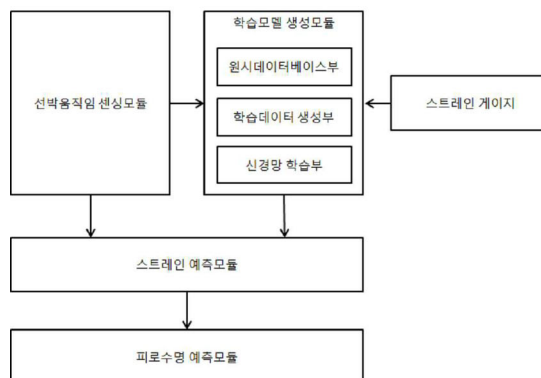 학습모델 생성모듈
원시데이터베이스부
선박움직임 센싱모듈
학습데이터 생성부
스트레인 게이지
신경망 학습부
스트레인 예측모듈
피로수명 예측모듈